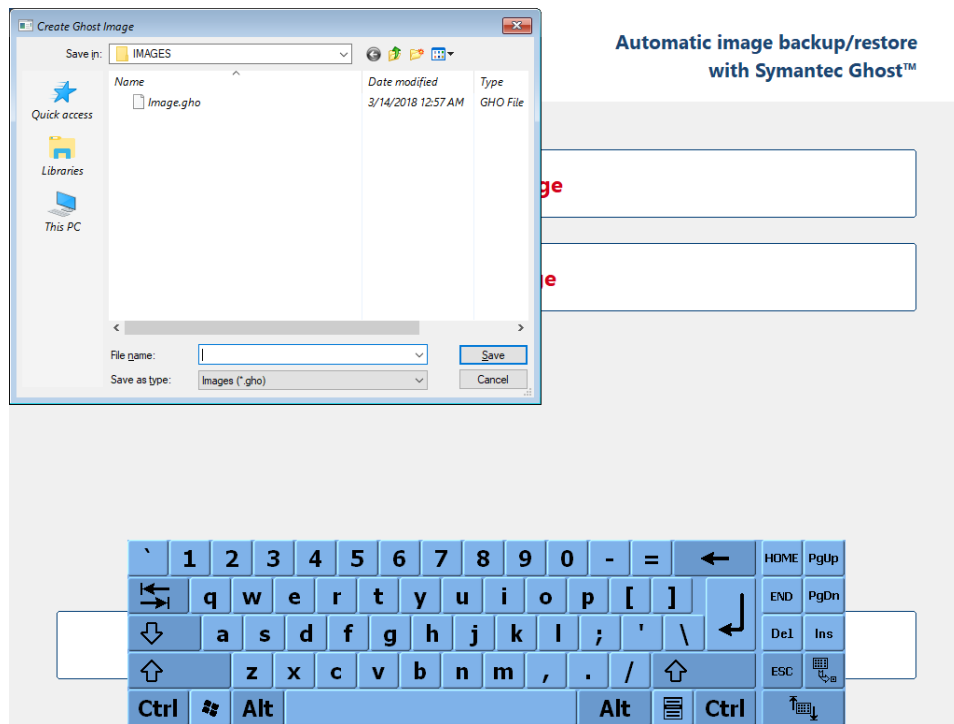 Create Ghost Image
Automatic image backup/restore
with Symantec Ghost™
Save in:
IMAGES
Name
Date modified
Type
Image.gho
3/14/2018 12:57 AM
GHO File
Quick access
Libraries
This PC
ge
e
File name:
Save
Save as type:
Images (*.gho)
Cancel
` 1 2 3 4 5 6 7 8 9 0 - = HOME PgUp
q w e r t y u i o p [ ] END PgDn
a s d f g h j k l ; ' \ Del Ins
z x c v b n m , . / ESC
Ctrl Alt Alt Ctrl